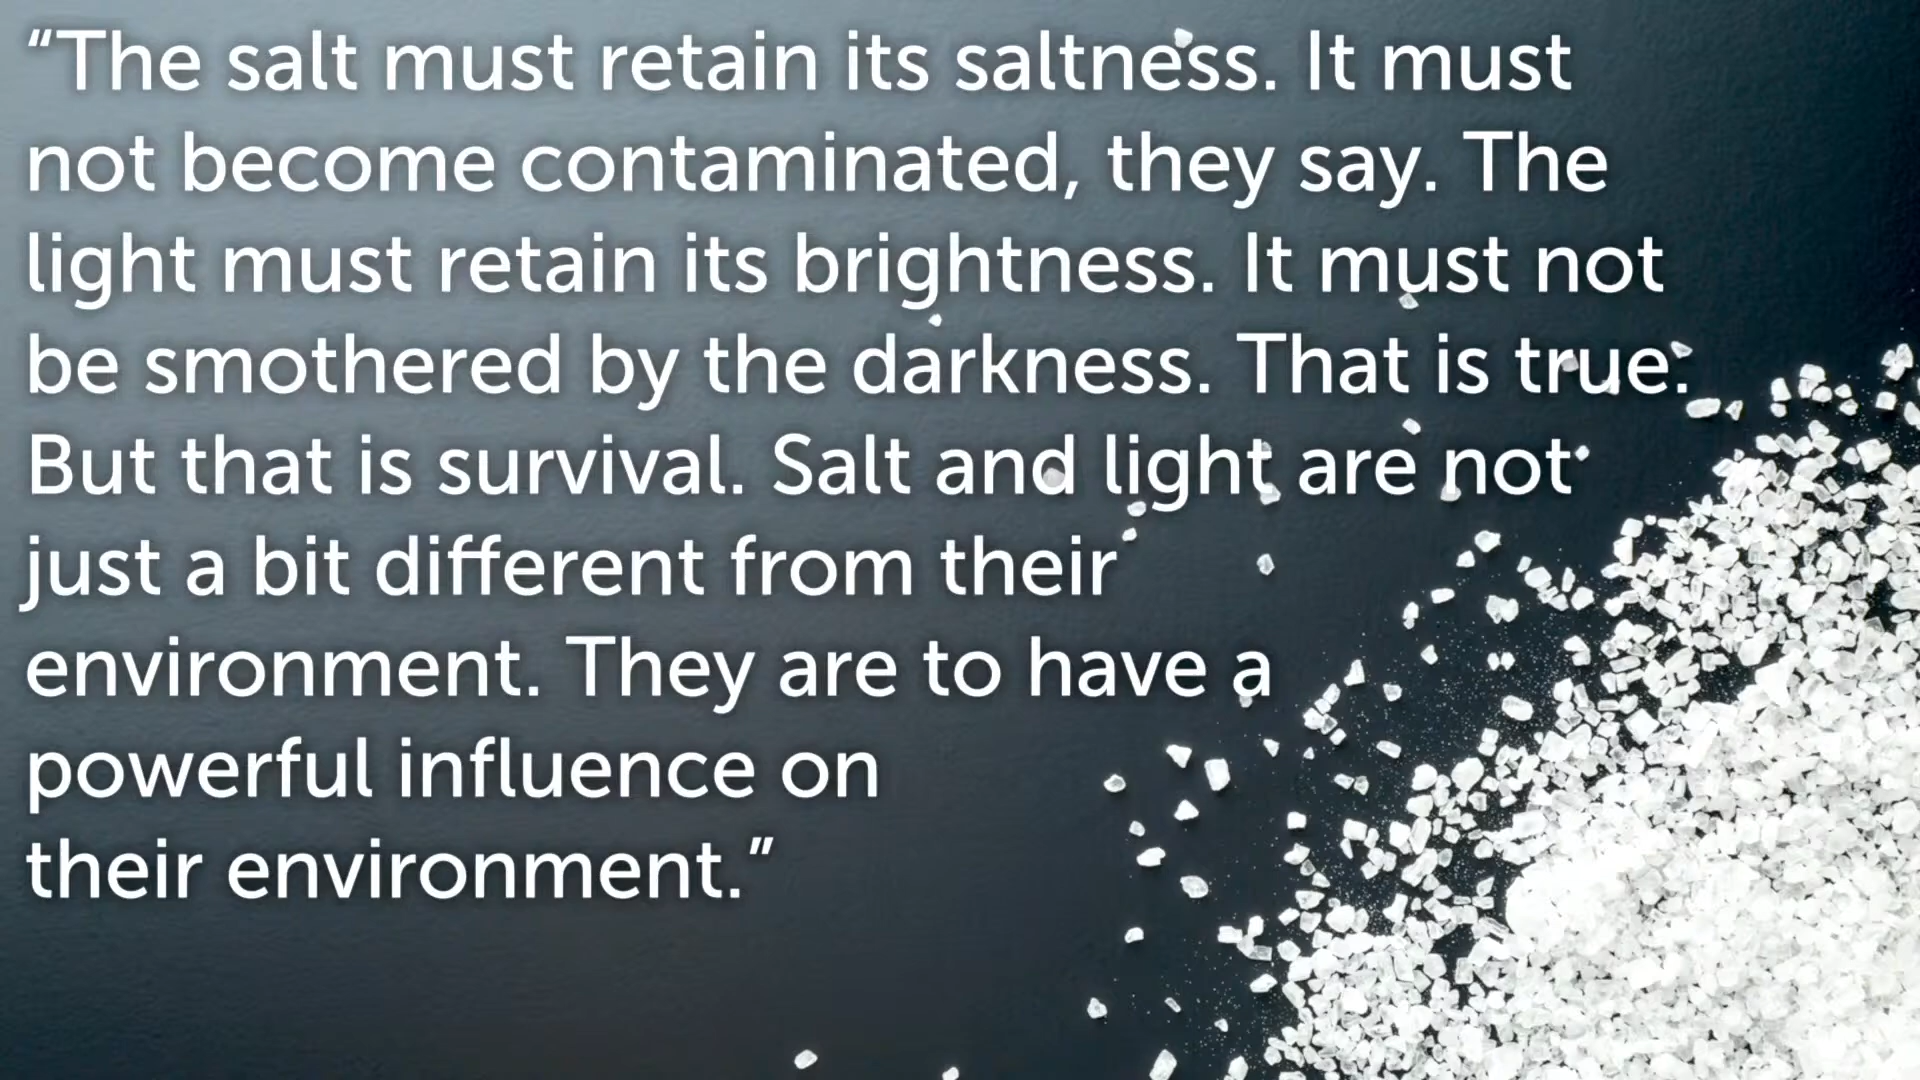 “The salt must retain its saltness. It must
not become contaminated, they say. The
light must retain its brightness. It must not
be smothered by the darkness. That is true.
But that is survival. Salt and light are not
just a bit different from their
environment. They are to have a
powerful influence on
their environment.”